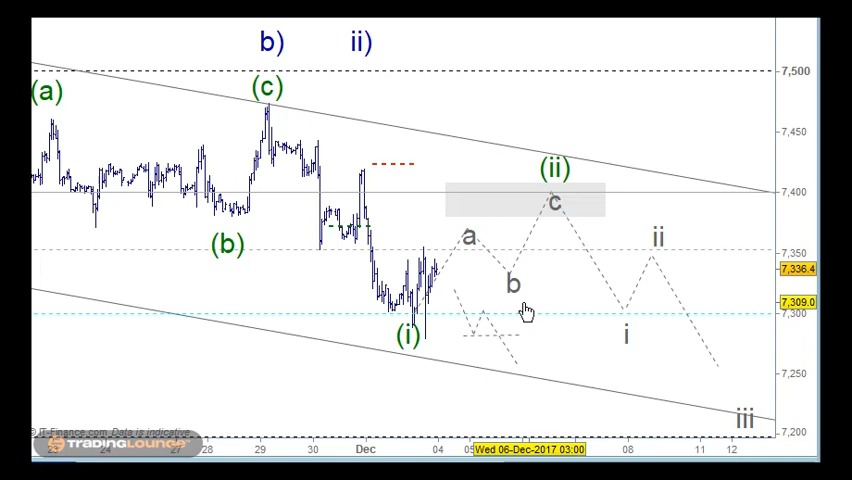 b) ii)
7,500
(a) (c)
7,450
(ii)
7,400
c
(b) a ii
7,350
7,336.4
b
7,309.0
7,300
(i) i
7,250
iii
7,200
IT-Finance.com Data is indicative
TRADINGLOUNGE
23 24 27 28 29 30 Dec 04 05 Wed 06-Dec-2017 03:00 08 11 12